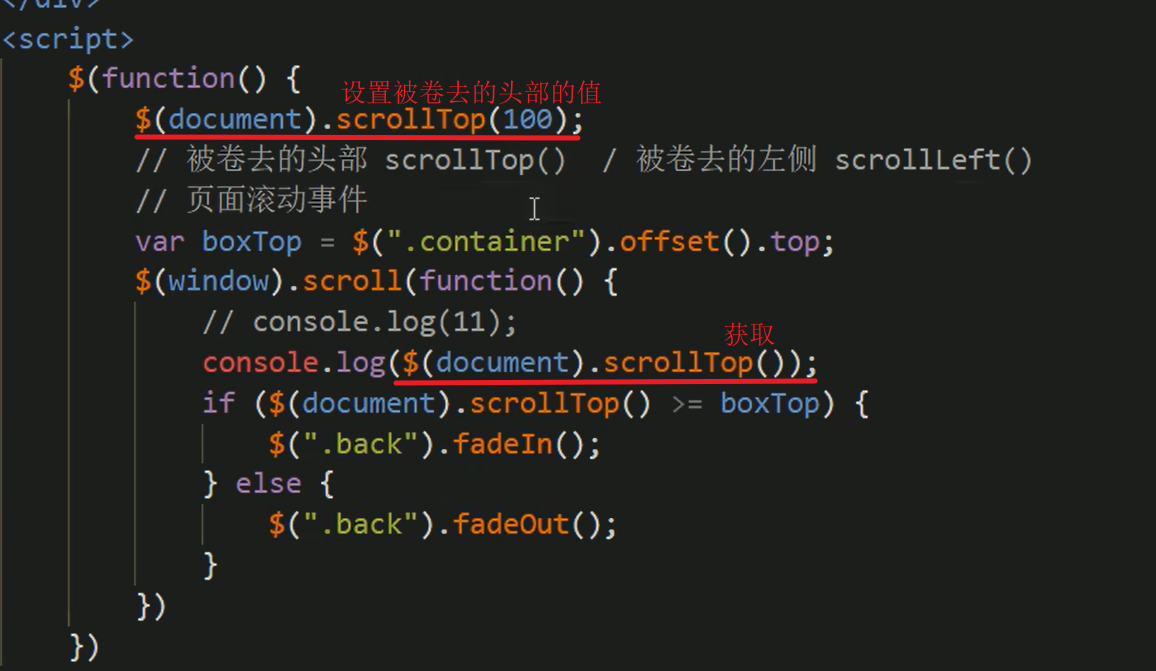 </div>
<script>
$(function() {
设置被卷去的头部的值
$(document).scrollTop(100);
// 被卷去的头部 scrollTop()  / 被卷去的左侧 scrollLeft()
// 页面滚动事件
var boxTop = $(".container").offset().top;
$(window).scroll(function() {
// console.log(11);
获取
console.log($(document).scrollTop());
if ($(document).scrollTop() >= boxTop) {
$(".back").fadeIn();
} else {
$(".back").fadeOut();
}
})
})